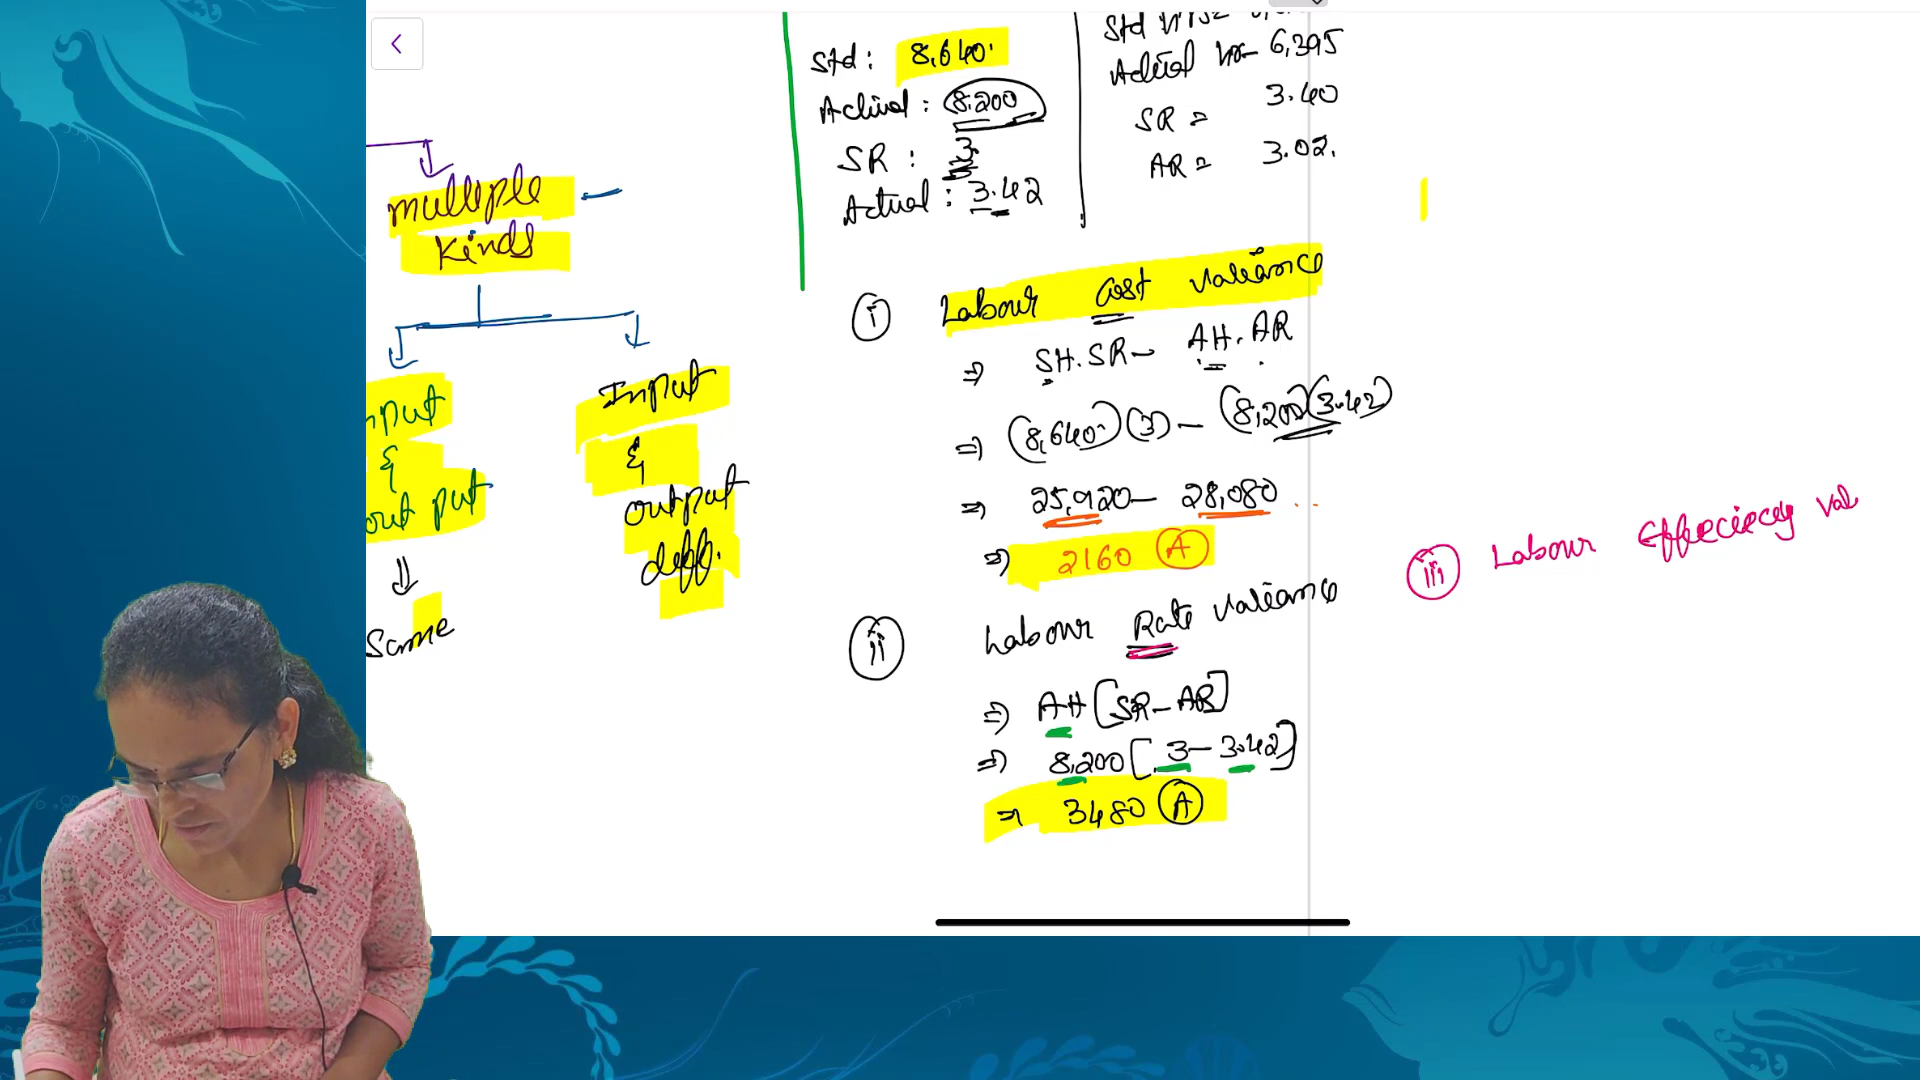 multiple
Kinds
nput
&
out put
Same
Input
&
output
diff.
Std : 8,640.
Actual : 8,200
SR : 3
Actual : 3.42
Std
Actual hr 6,395
SR = 3.40
AR = 3.02.
i Labour Cost variance
⇒ SH.SR - AH.AR
⇒ (8,640)(3) - (8,200)(3.42)
⇒ 25,920 - 28,080
⇒ 2160 A
ii Labour Rate variance
⇒ AH [SR - AR]
⇒ 8,200 [3 - 3.42]
⇒ 3480 A
iii Labour Effeciecy Val